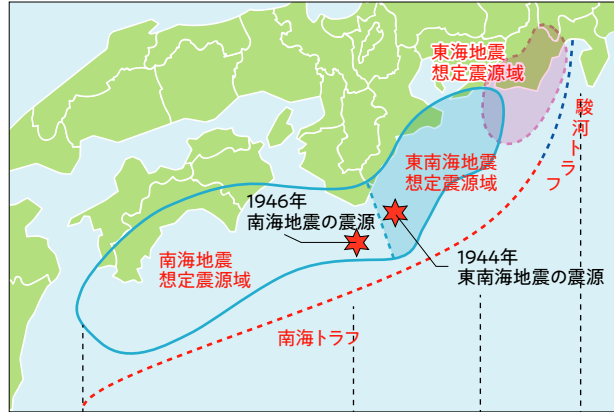 東海地震
想定震源域
駿河トラフ
東南海地震
想定震源域
1946年
南海地震の震源
南海地震
想定震源域
1944年
東南海地震の震源
南海トラフ